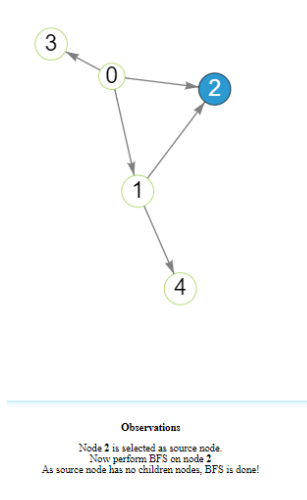 3
0
2
1
4
Observations
Node 2 is selected as source node.
Now perform BFS on node 2
As source node has no children nodes, BFS is done!